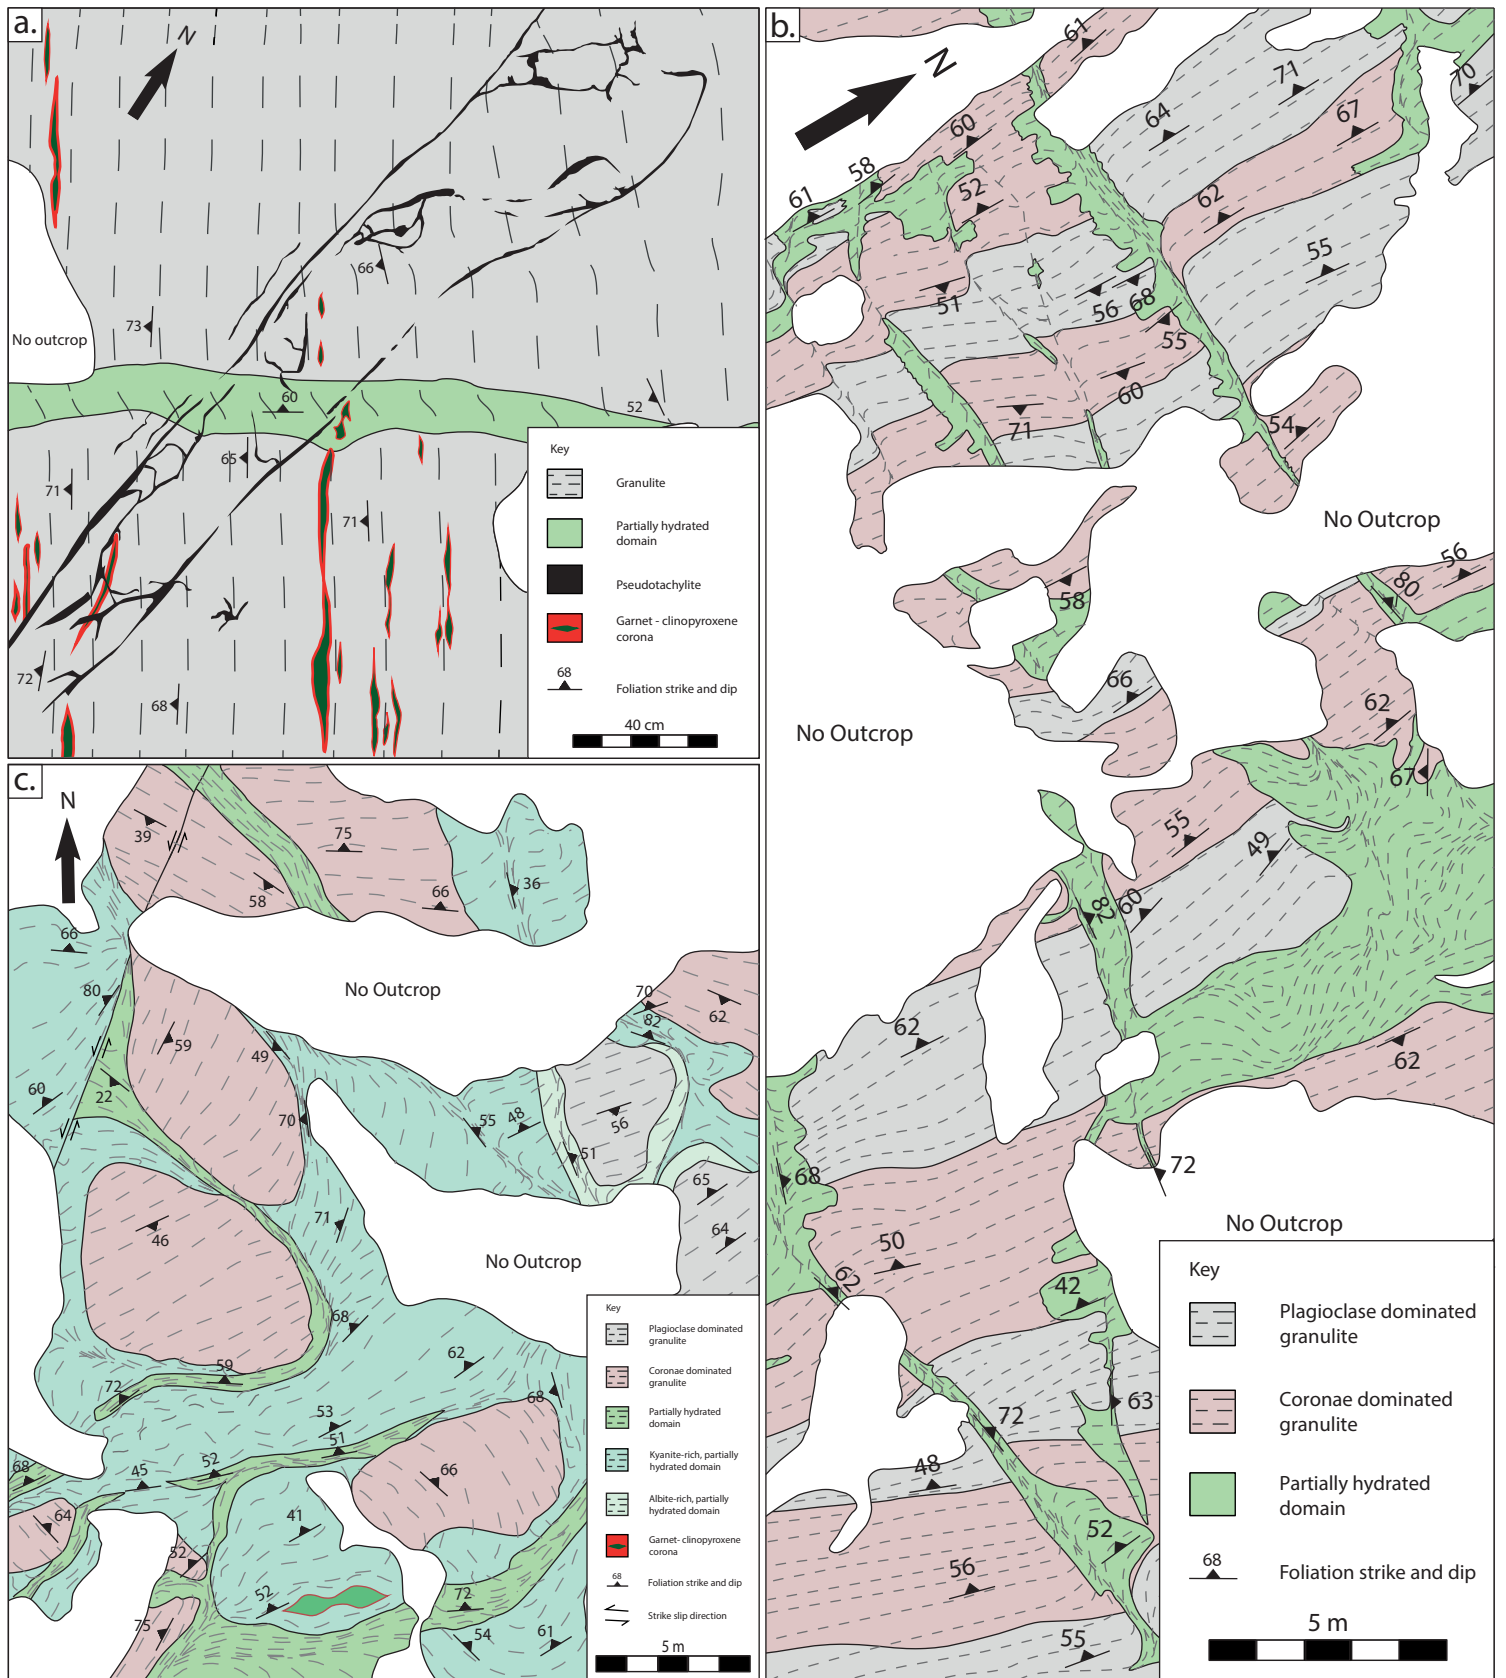 a.
N
66
73
No outcrop
60
52
65
71
71
72
68
Key
Granulite
Partially hydrated
domain
Pseudotachylite
Garnet - clinopyroxene
corona
68
Foliation strike and dip
40 cm
b.
N
61
71
70
64
67
60
58
61
52
62
55
51
56
68
55
60
71
54
No Outcrop
56
80
58
66
62
No Outcrop
67
55
49
82
60
62
62
68
72
No Outcrop
50
62
42
63
72
48
52
56
55
Key
Plagioclase dominated
granulite
Coronae dominated
granulite
Partially hydrated
domain
68
Foliation strike and dip
5 m
c.
N
39
75
58
66
36
66
No Outcrop
80
70
62
82
59
49
60
22
70
55
48
56
51
65
71
64
46
No Outcrop
68
62
59
72
68
53
51
52
68
45
66
64
41
52
52
72
75
54
61
Key
Plagioclase dominated
granulite
Coronae dominated
granulite
Partially hydrated
domain
Kyanite-rich, partially
hydrated domain
Albite-rich, partially
hydrated domain
Garnet- clinopyroxene
corona
68
Foliation strike and dip
Strike slip direction
5 m